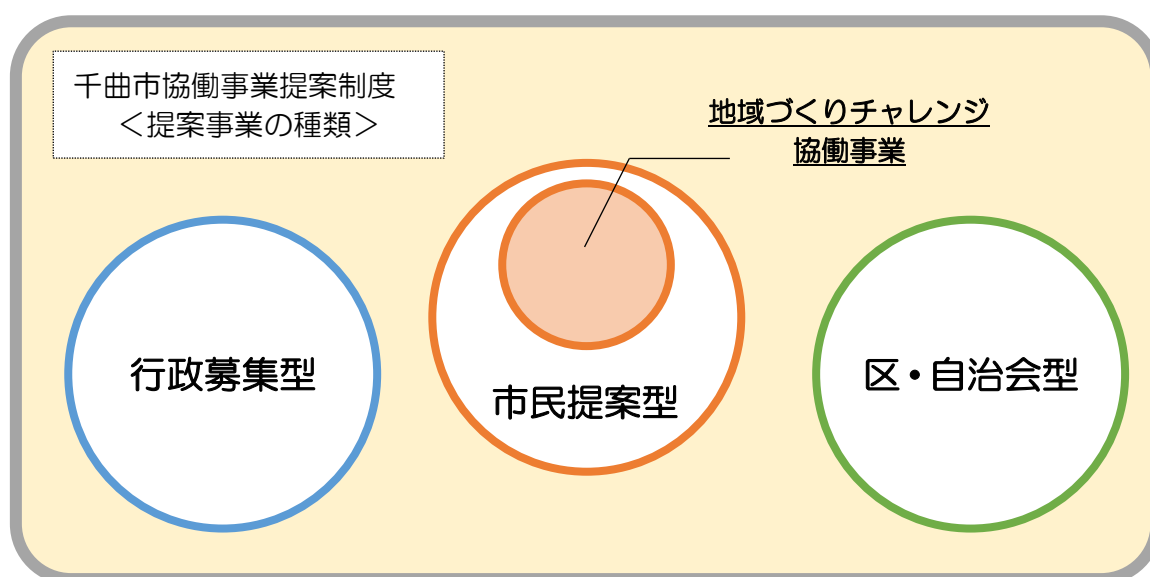 千曲市協働事業提案制度
＜提案事業の種類＞
地域づくりチャレンジ
協働事業
行政募集型
市民提案型
区・自治会型